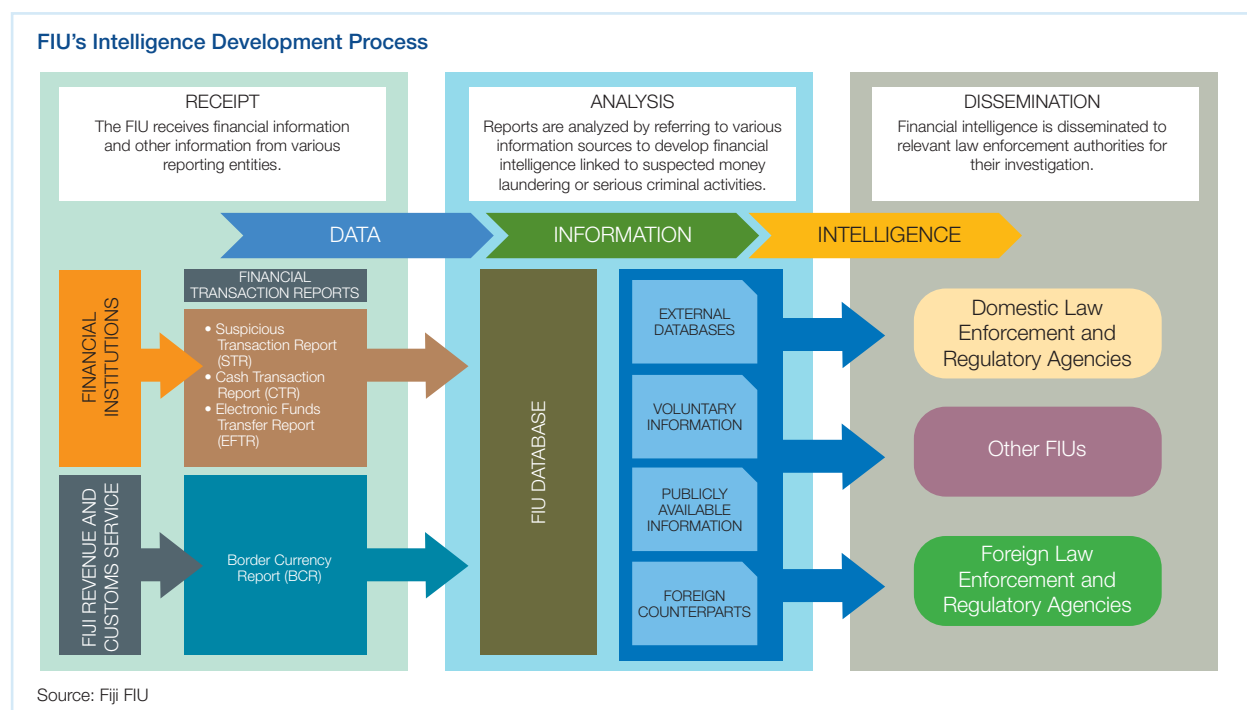 FIU's Intelligence Development Process
RECEIPT
The FIU receives financial information
and other information from various
reporting entities.
ANALYSIS
Reports are analyzed by referring to various
information sources to develop financial
intelligence linked to suspected money
laundering or serious criminal activities.
DISSEMINATION
Financial intelligence is disseminated to
relevant law enforcement authorities for
their investigation.
DATA
INFORMATION
INTELLIGENCE
FINANCIAL
INSTITUTIONS
FINANCIAL
TRANSACTION REPORTS
• Suspicious
Transaction Report
(STR)
• Cash Transaction
Report (CTR)
• Electronic Funds
Transfer Report
(EFTR)
FIJI REVENUE AND
CUSTOMS SERVICE
Border Currency
Report (BCR)
FIU DATABASE
EXTERNAL
DATABASES
VOLUNTARY
INFORMATION
PUBLICLY
AVAILABLE
INFORMATION
FOREIGN
COUNTERPARTS
Domestic Law
Enforcement and
Regulatory Agencies
Other FIUs
Foreign Law
Enforcement and
Regulatory Agencies
Source: Fiji FIU